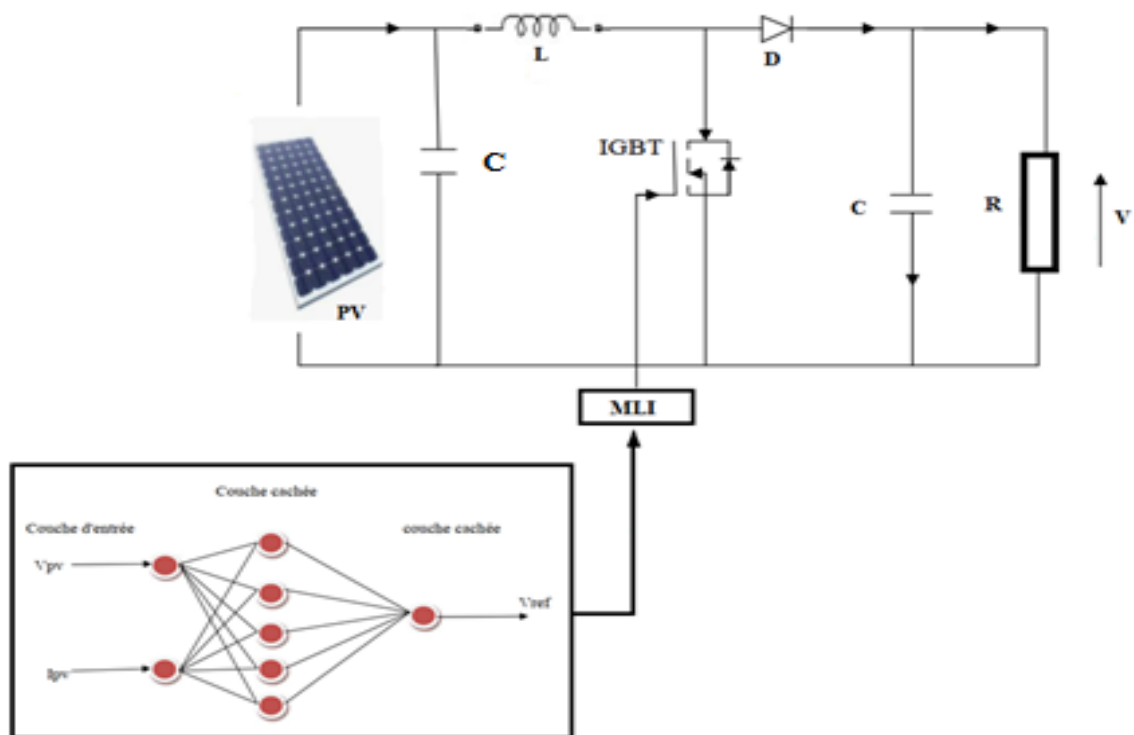 L
D
IGBT
C
C
R
V
PV
MLI
Couche cachée
Couche d'entrée
couche cachée
Vpv
Vref
Ipv